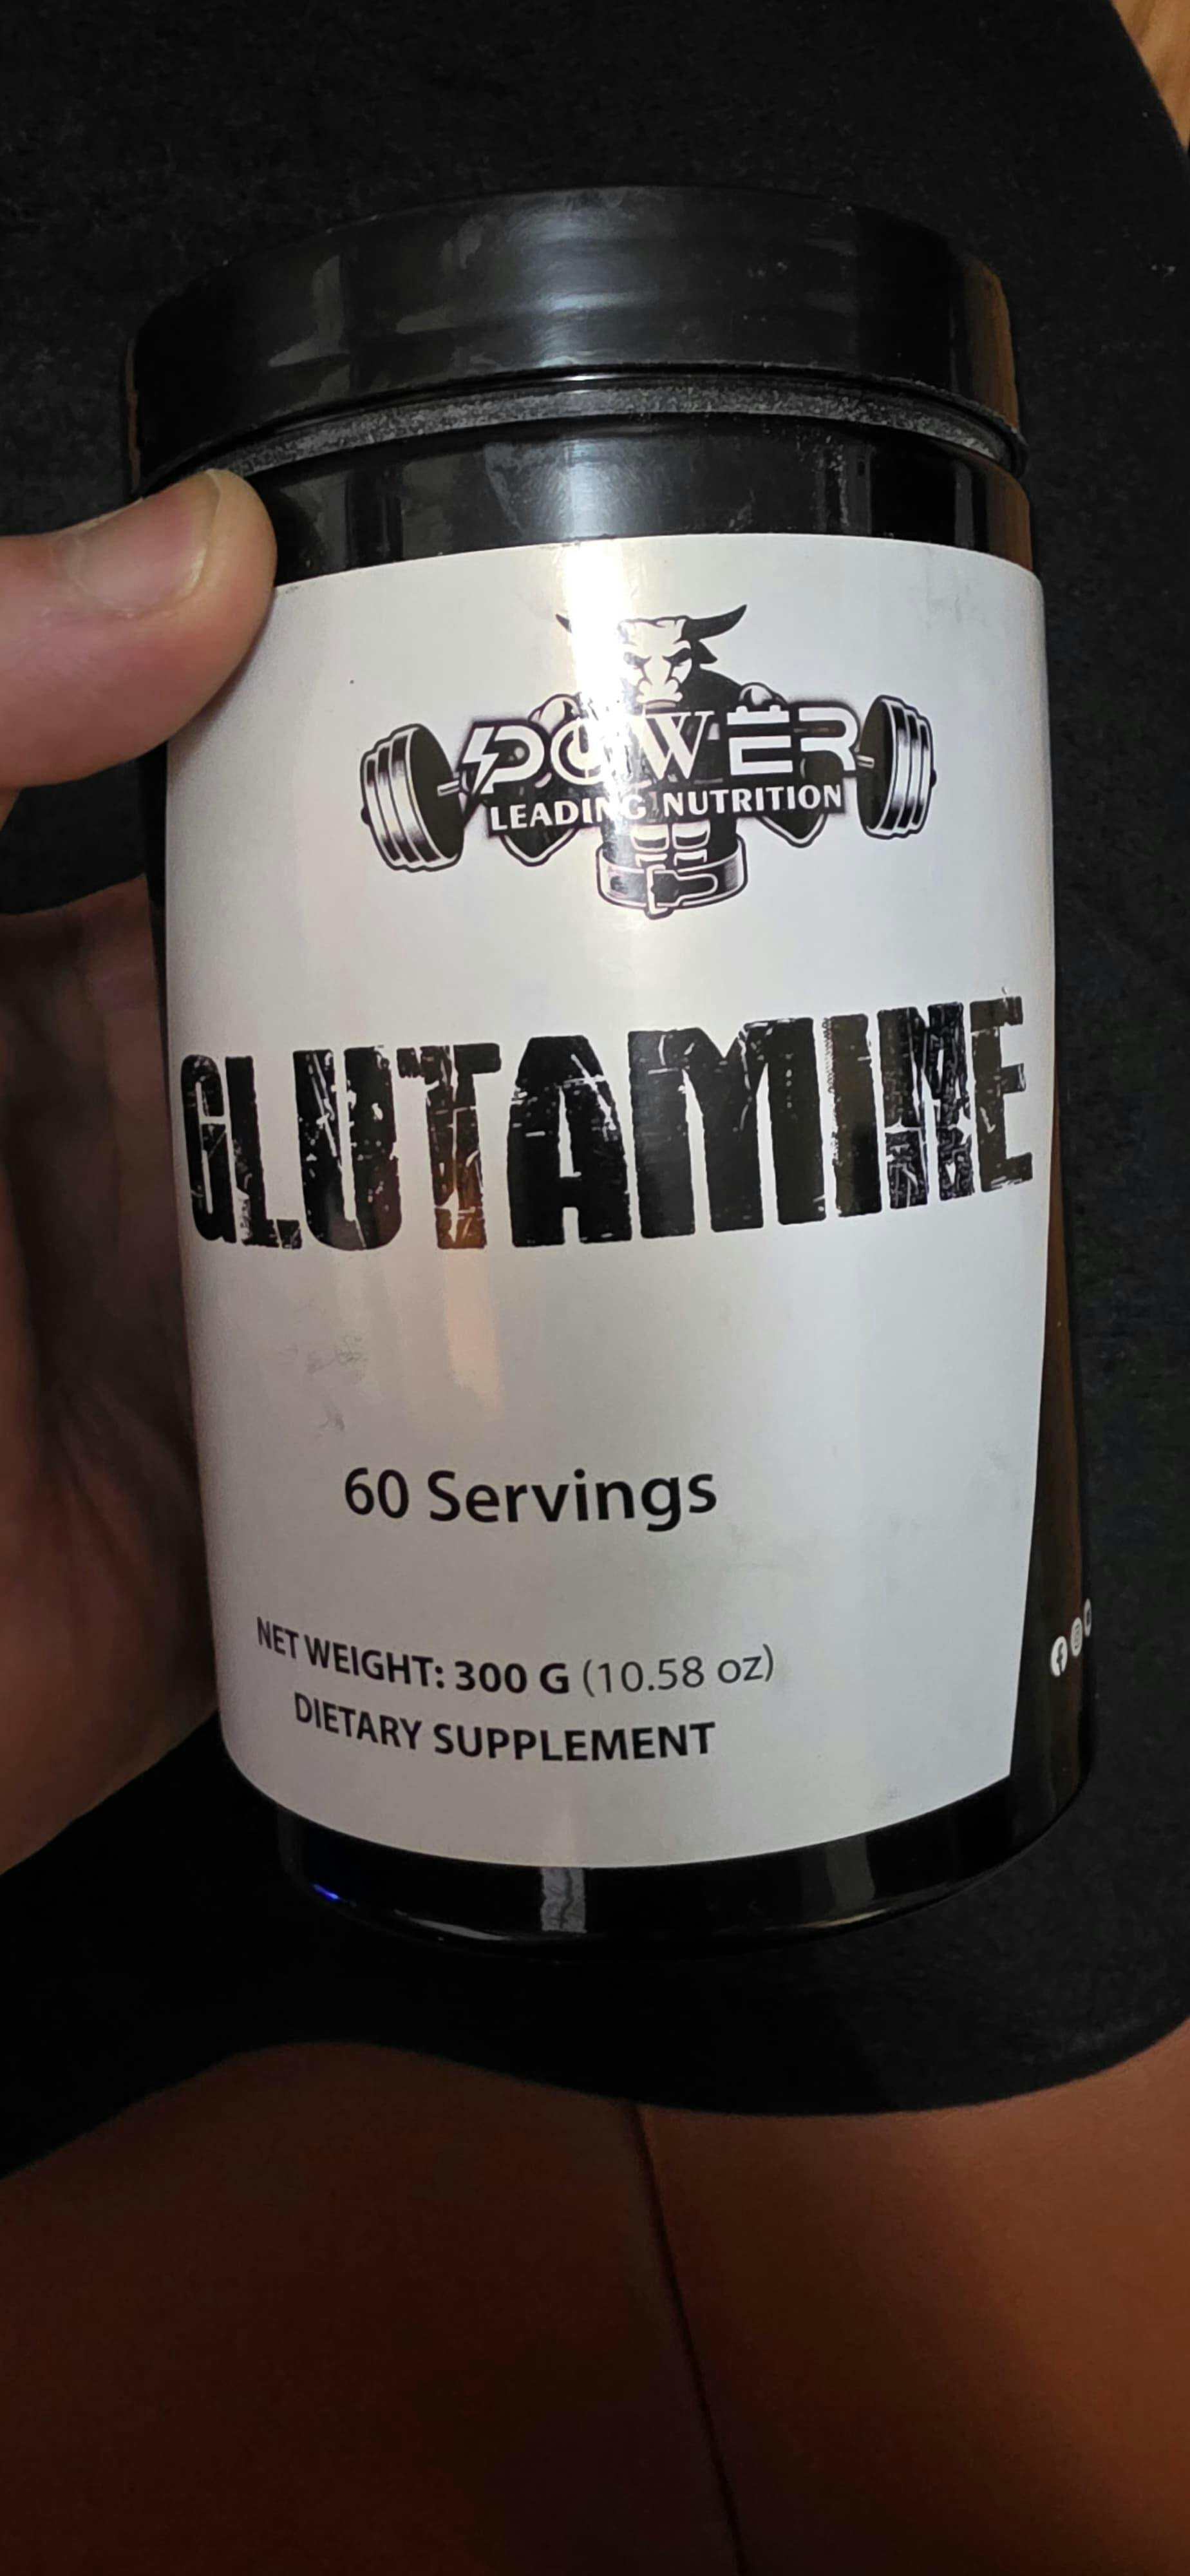 POWER
LEADING NUTRITION
GLUTAMINE
60 Servings
NET WEIGHT: 300 G (10.58 oz)
DIETARY SUPPLEMENT